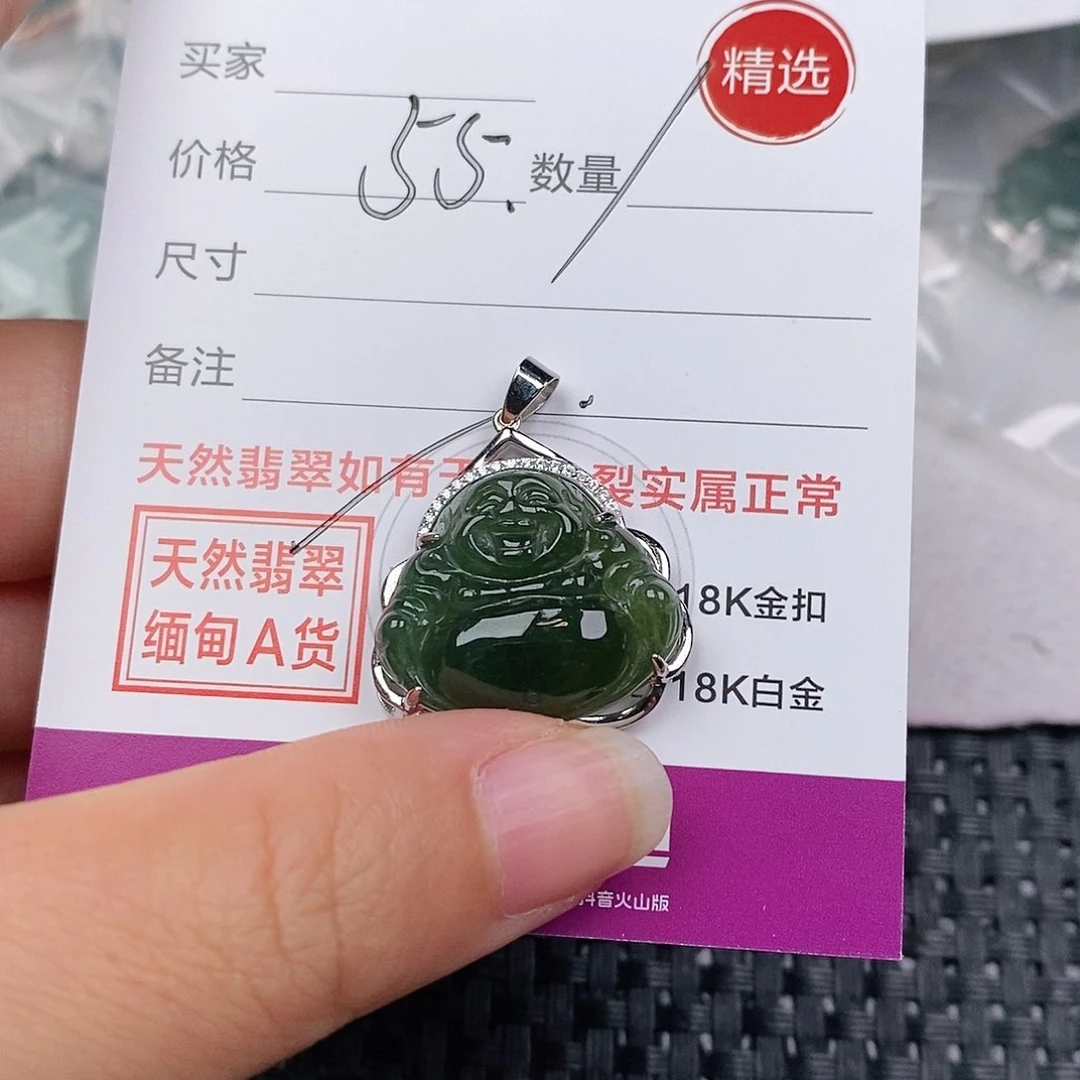 精选
买家
价格 55. 数量
尺寸
备注
天然翡翠如有 裂实属正常
天然翡翠
缅甸A货
18K金扣
18K白金
抖音火山版